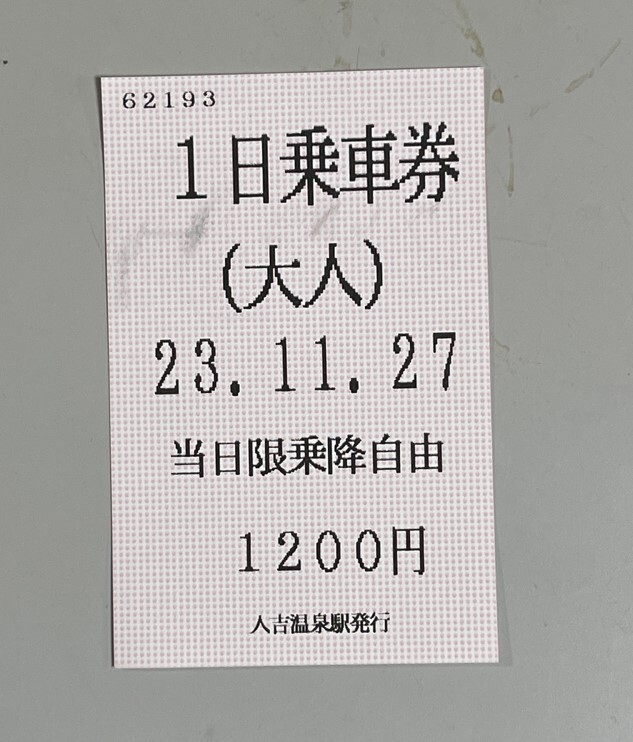 62193
1日乗車券
(大人)
23.11.27
当日限乗降自由
1200円
人吉温泉駅発行